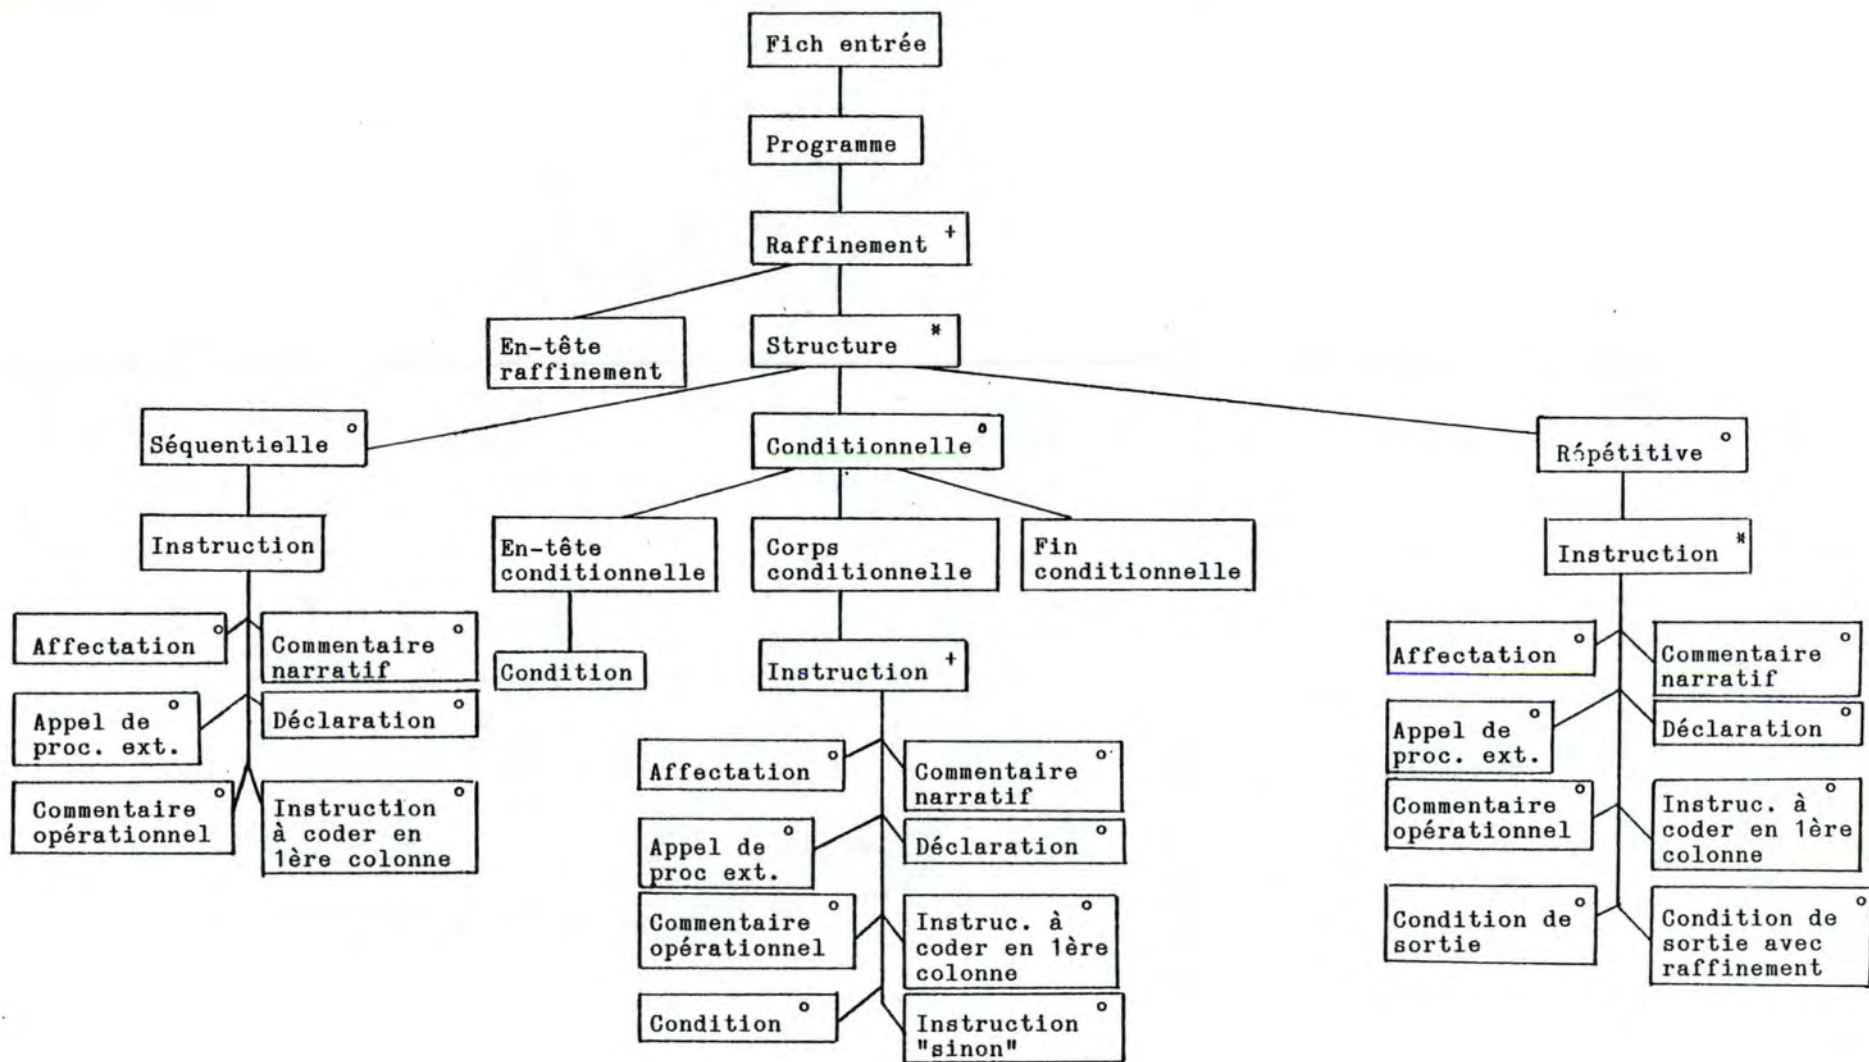 Fich entrée
Programme
Raffinement +
En-tête
raffinement
Structure *
Séquentielle o
Conditionnelle o
Répétitive o
Instruction
En-tête
conditionnelle
Corps
conditionnelle
Fin
conditionnelle
Instruction *
Affectation o
Commentaire o
narratif
Appel de o
proc. ext.
Déclaration o
Commentaire o
opérationnel
Instruction o
à coder en
1ère colonne
Condition
Instruction +
Affectation o
Commentaire o
narratif
Appel de o
proc ext.
Déclaration o
Commentaire o
opérationnel
Instruc. à o
coder en 1ère
colonne
Condition o
Instruction o
"sinon"
Affectation o
Commentaire o
narratif
Appel de o
proc. ext.
Déclaration o
Commentaire o
opérationnel
Instruc. à o
coder en 1ère
colonne
Condition de o
sortie
Condition de o
sortie avec
raffinement